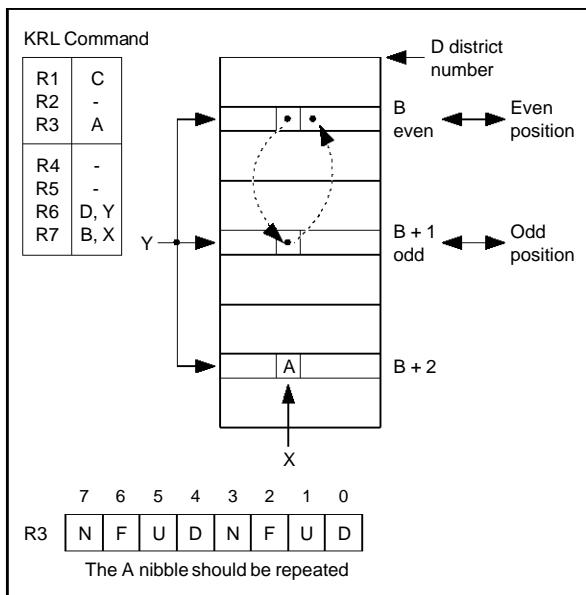 KRL Command
R1 C
R2 -
R3 A
R4 -
R5 -
R6 D, Y
R7 B, X
D district
number
B
even
Even
position
Y
B + 1
odd
Odd
position
A
B + 2
X
7 6 5 4 3 2 1 0
R3 N F U D N F U D
The A nibble should be repeated